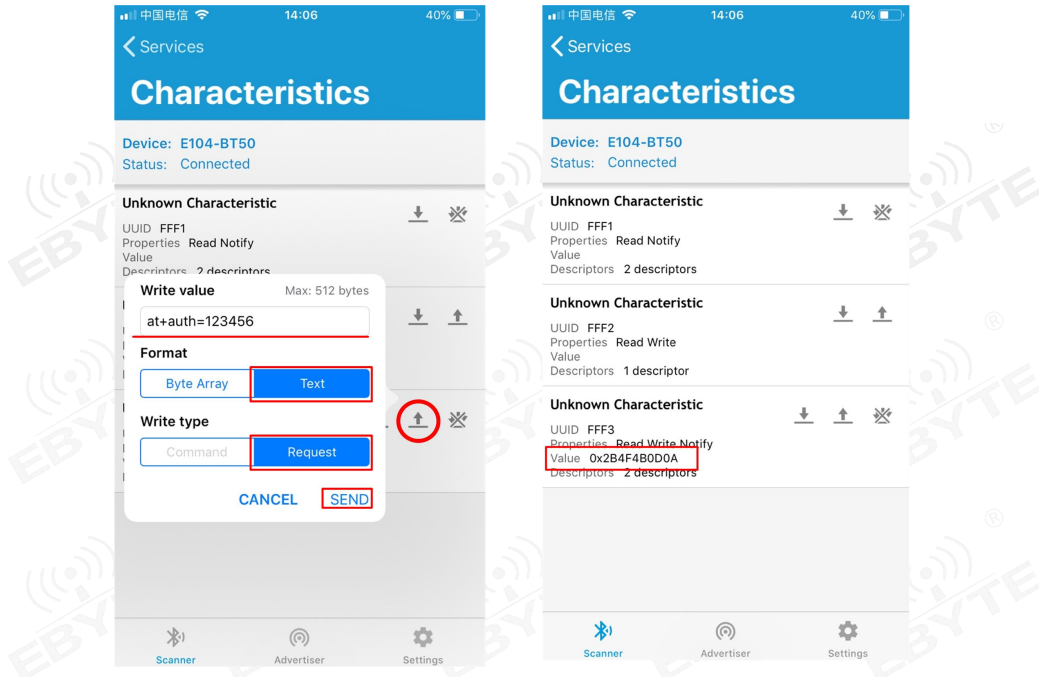 中国电信 14:06 40%
Services
Characteristics
Device: E104-BT50
Status: Connected
Unknown Characteristic
UUID FFF1
Properties Read Notify
Value
Descriptors 2 descriptors
Write value Max: 512 bytes
at+auth=123456
Format
Byte Array Text
Write type
Command Request
CANCEL SEND
Scanner Advertiser Settings
中国电信 14:06 40%
Services
Characteristics
Device: E104-BT50
Status: Connected
Unknown Characteristic
UUID FFF1
Properties Read Notify
Value
Descriptors 2 descriptors
Unknown Characteristic
UUID FFF2
Properties Read Write
Value
Descriptors 1 descriptor
Unknown Characteristic
UUID FFF3
Properties Read Write Notify
Value 0x2B4F4B0D0A
Descriptors 2 descriptors
Scanner Advertiser Settings
EBYTE
EBYTE
EBYTE